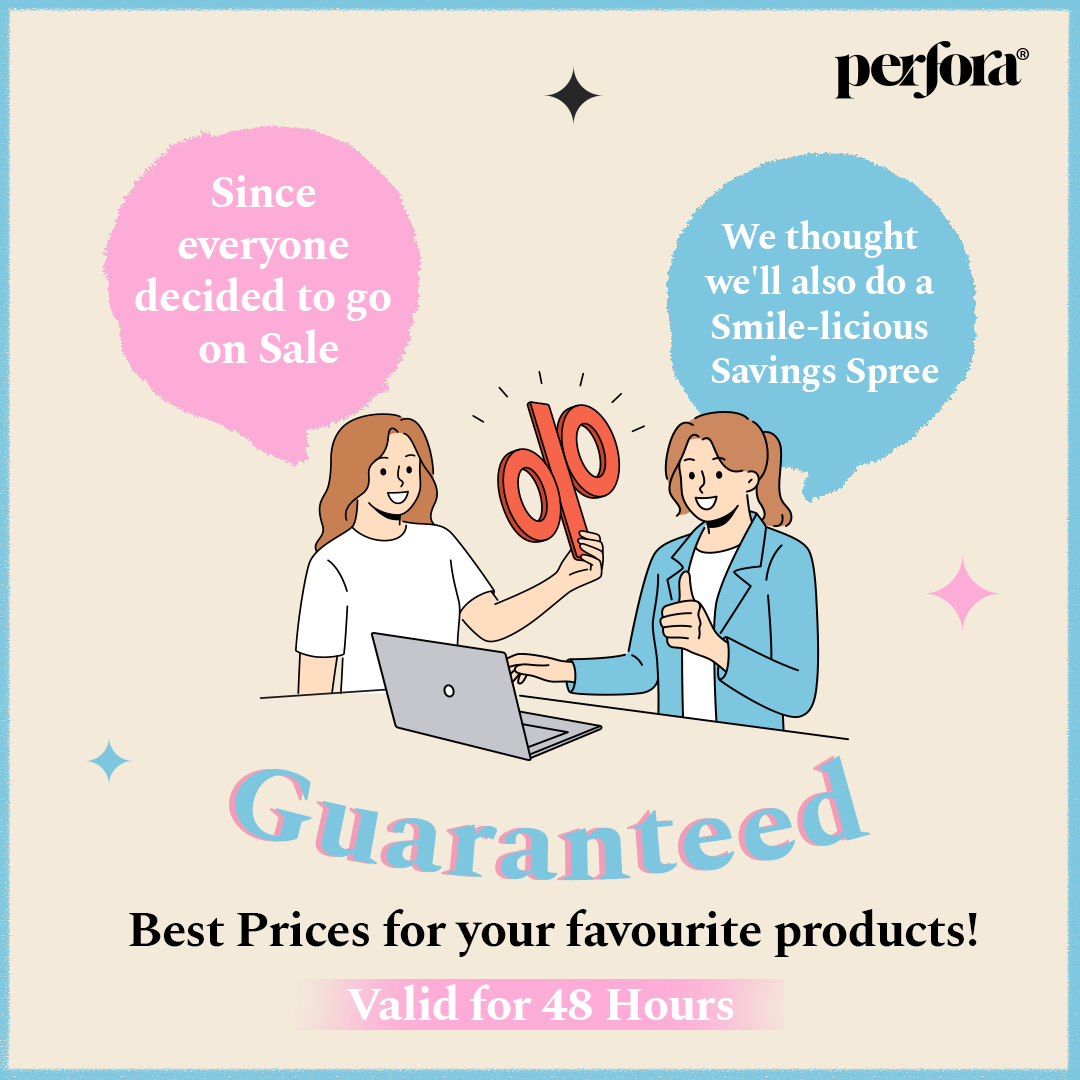 perfora®
Since
everyone
decided to go
on Sale
We thought
we'll also do a
Smile-licious
Savings Spree
Guaranteed
Best Prices for your favourite products!
Valid for 48 Hours